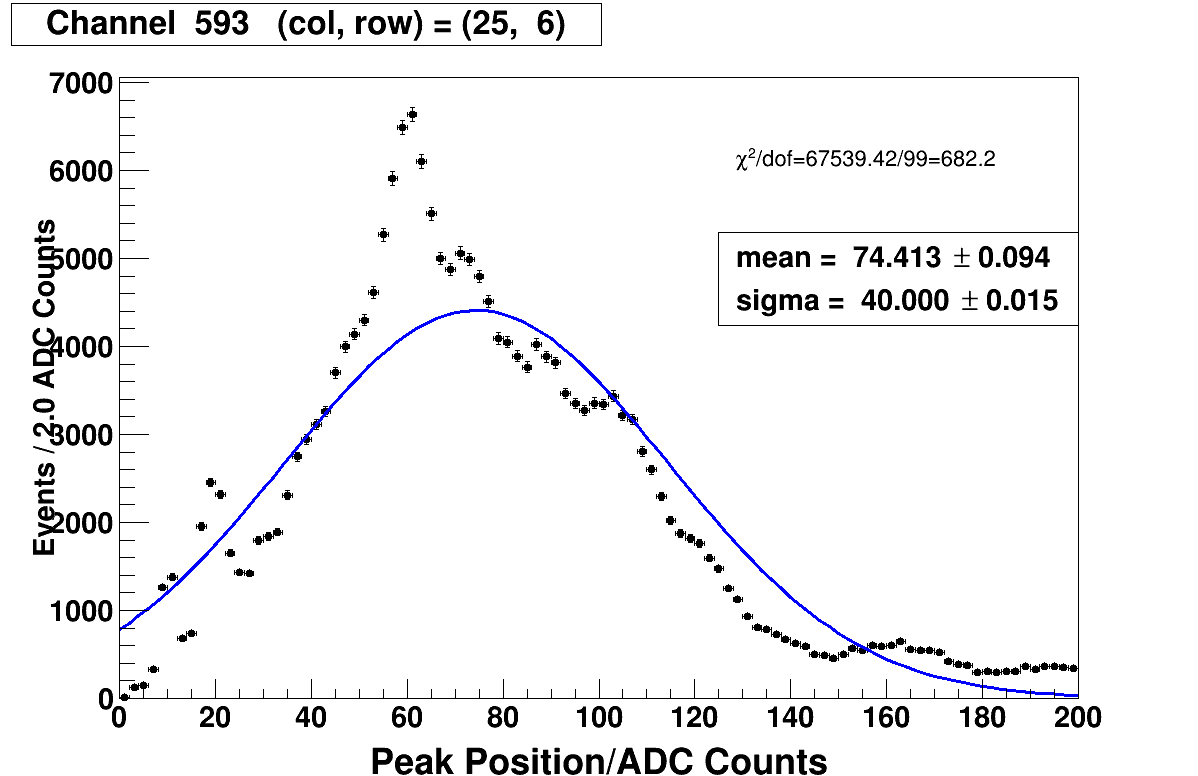 Channel 593 (col, row) = (25, 6)
7000
6000
5000
4000
3000
2000
1000
0
Events / 2.0 ADC Counts
χ²/dof=67539.42/99=682.2
mean = 74.413 ± 0.094
sigma = 40.000 ± 0.015
0 20 40 60 80 100 120 140 160 180 200
Peak Position/ADC Counts